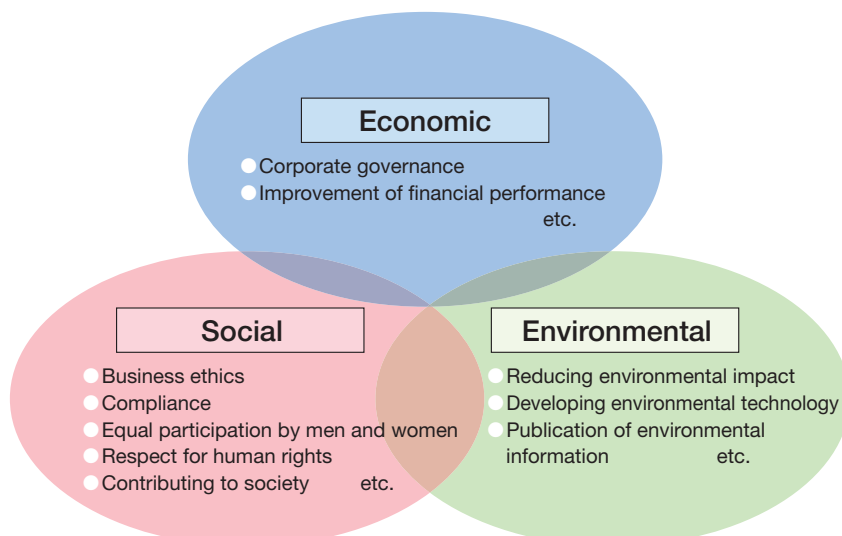 Economic
Corporate governance
Improvement of financial performance
etc.
Social
Business ethics
Compliance
Equal participation by men and women
Respect for human rights
Contributing to society etc.
Environmental
Reducing environmental impact
Developing environmental technology
Publication of environmental
information etc.